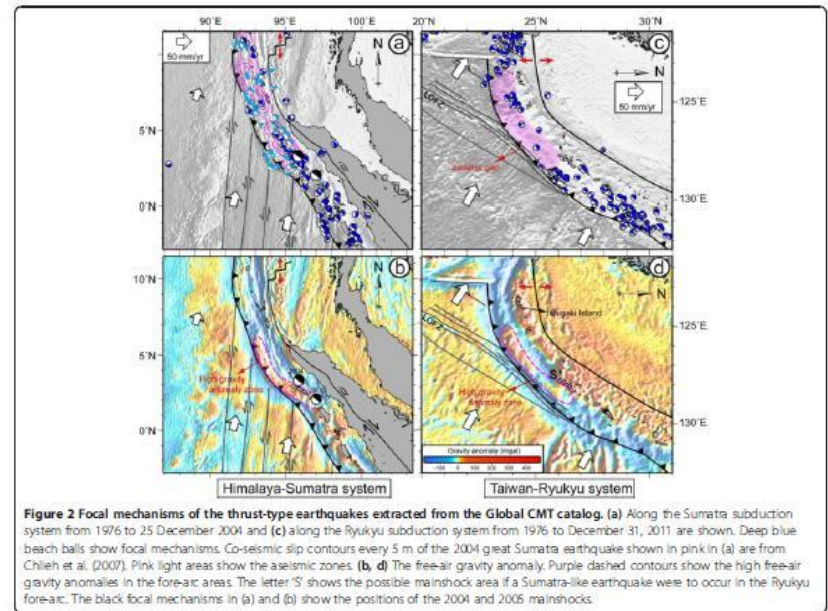 90°E 95°E 100°E 20°N 25°N 30°N
50 mm/yr
a
N
c
N
50 mm/yr
LOFZ
125°E
5°N
seismic gap
0°N
130°E
10°N
b
N
d
N
Ishigaki Island
LOFZ
125°E
5°N
High gravity
anomaly zone
S
High gravity
anomaly zone
0°N
130°E
Gravity anomaly (mgal)
-100 0 200 400
Himalaya-Sumatra system Taiwan-Ryukyu system
Figure 2 Focal mechanisms of the thrust-type earthquakes extracted from the Global CMT catalog. (a) Along the Sumatra subduction
system from 1976 to 25 December 2004 and (c) along the Ryukyu subduction system from 1976 to December 31, 2011 are shown. Deep blue
beach balls show focal mechanisms. Co-seismic slip contours every 5 m of the 2004 great Sumatra earthquake shown in pink in (a) are from
Chlieh et al. (2007). Pink light areas show the aseismic zones. (b, d) The free-air gravity anomaly. Purple dashed contours show the high free-air
gravity anomalies in the fore-arc areas. The letter 'S' shows the possible mainshock area if a Sumatra-like earthquake were to occur in the Ryukyu
fore-arc. The black focal mechanisms in (a) and (b) show the positions of the 2004 and 2005 mainshocks.